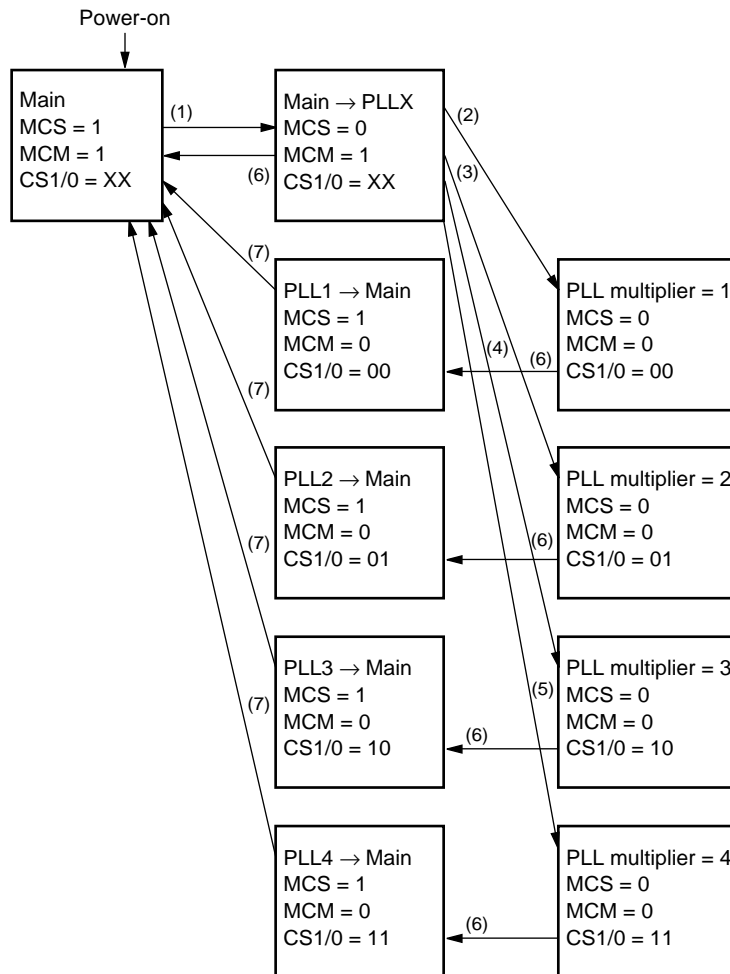 Power-on
Main
MCS = 1
MCM = 1
CS1/0 = XX
(1)
(6)
Main → PLLX
MCS = 0
MCM = 1
CS1/0 = XX
(2)
(3)
(4)
(5)
(7)
PLL1 → Main
MCS = 1
MCM = 0
CS1/0 = 00
(6)
PLL multiplier = 1
MCS = 0
MCM = 0
CS1/0 = 00
(7)
PLL2 → Main
MCS = 1
MCM = 0
CS1/0 = 01
(6)
PLL multiplier = 2
MCS = 0
MCM = 0
CS1/0 = 01
(7)
PLL3 → Main
MCS = 1
MCM = 0
CS1/0 = 10
(6)
PLL multiplier = 3
MCS = 0
MCM = 0
CS1/0 = 10
(7)
PLL4 → Main
MCS = 1
MCM = 0
CS1/0 = 11
(6)
PLL multiplier = 4
MCS = 0
MCM = 0
CS1/0 = 11